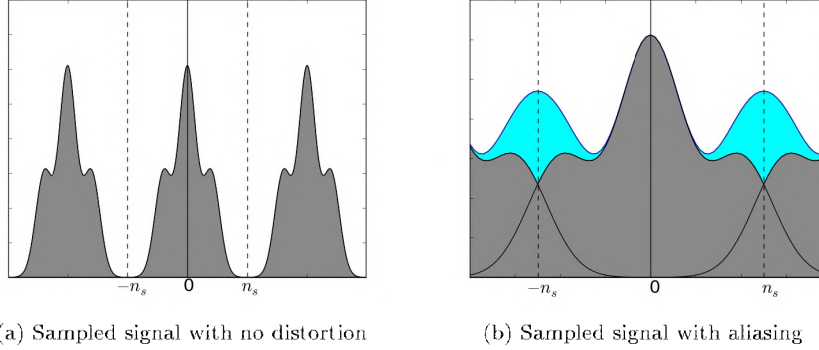 −n_s 0 n_s
−n_s 0 n_s
a) Sampled signal with no distortion
(b) Sampled signal with aliasing